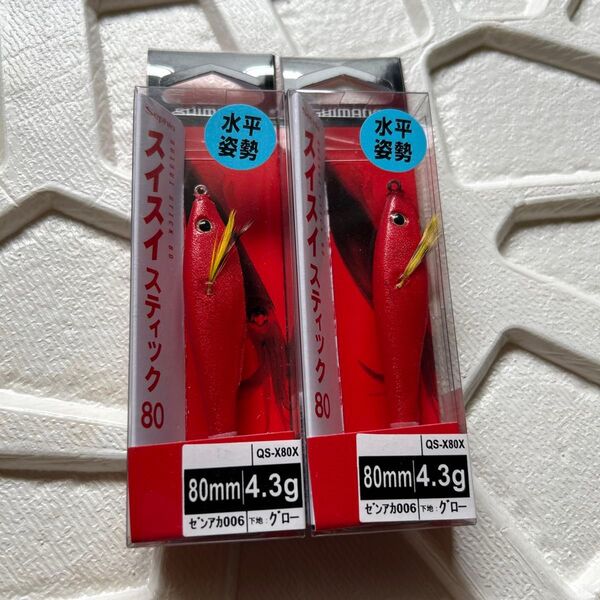 SHIMANO
水平
姿勢
Sephia
スイスイスティック 80
QS-X80X
80mm 4.3g
ゼンアカ006 下地:グロー
SHIMANO
水平
姿勢
スイスイスティック 80
QS-X80X
80mm 4.3g
ゼンアカ006 下地:グロー